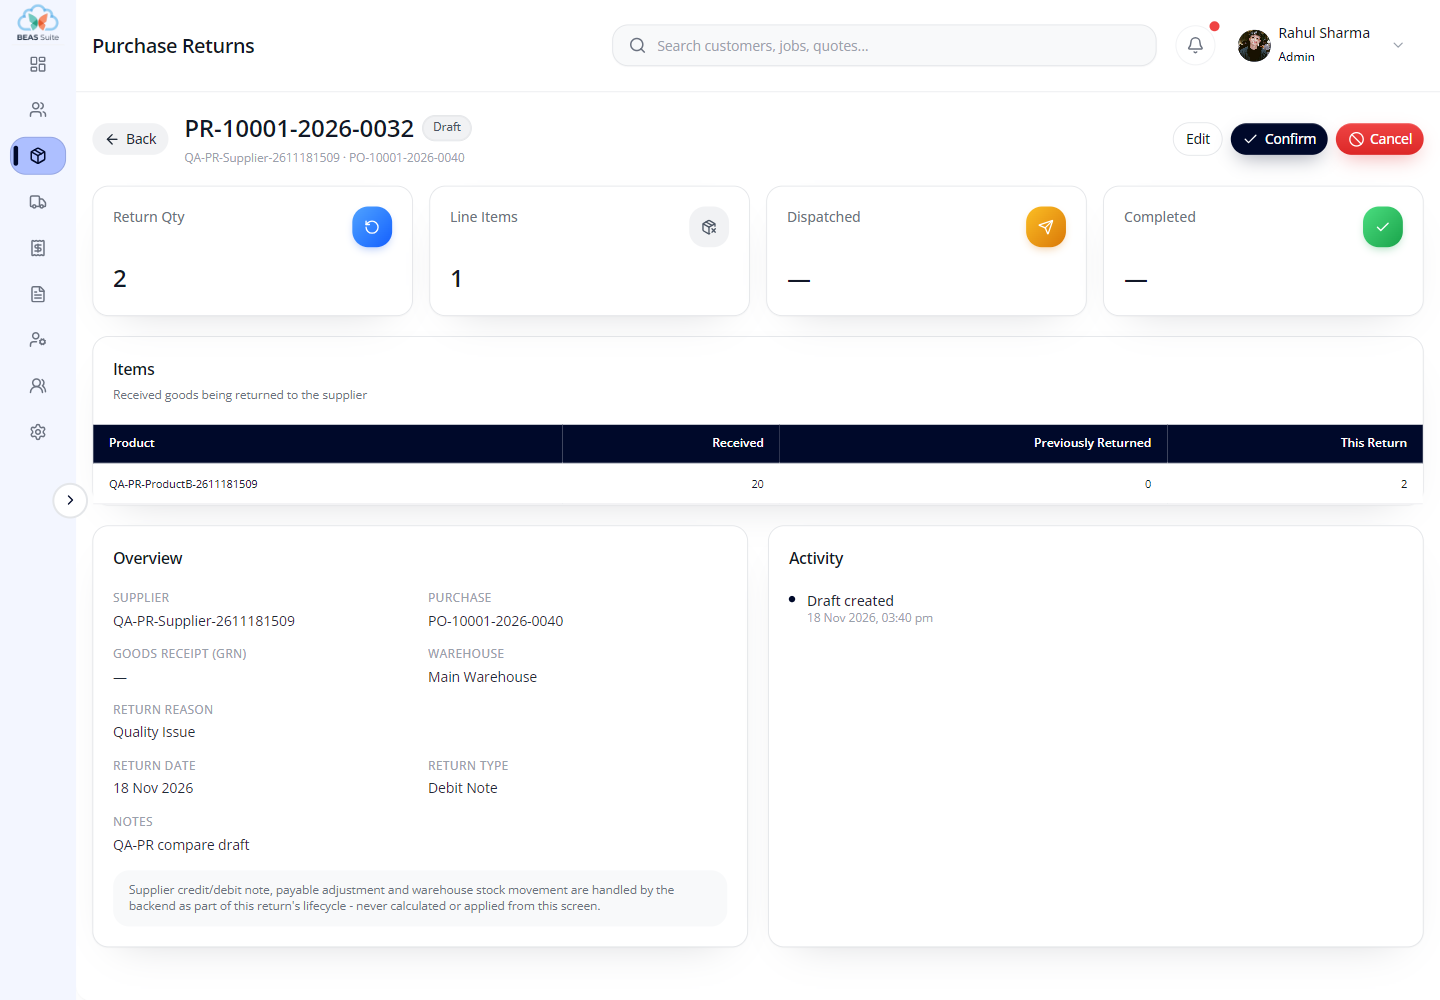 BEAS Suite
Purchase Returns
Search customers, jobs, quotes...
Rahul Sharma
Admin
Back
PR-10001-2026-0032
Draft
QA-PR-Supplier-2611181509 · PO-10001-2026-0040
Edit
Confirm
Cancel
Return Qty
2
Line Items
1
Dispatched
—
Completed
—
Items
Received goods being returned to the supplier
Product Received Previously Returned This Return
QA-PR-ProductB-2611181509 20 0 2
Overview
SUPPLIER
QA-PR-Supplier-2611181509
PURCHASE
PO-10001-2026-0040
GOODS RECEIPT (GRN)
—
WAREHOUSE
Main Warehouse
RETURN REASON
Quality Issue
RETURN DATE
18 Nov 2026
RETURN TYPE
Debit Note
NOTES
QA-PR compare draft
Supplier credit/debit note, payable adjustment and warehouse stock movement are handled by the
backend as part of this return's lifecycle - never calculated or applied from this screen.
Activity
Draft created
18 Nov 2026, 03:40 pm